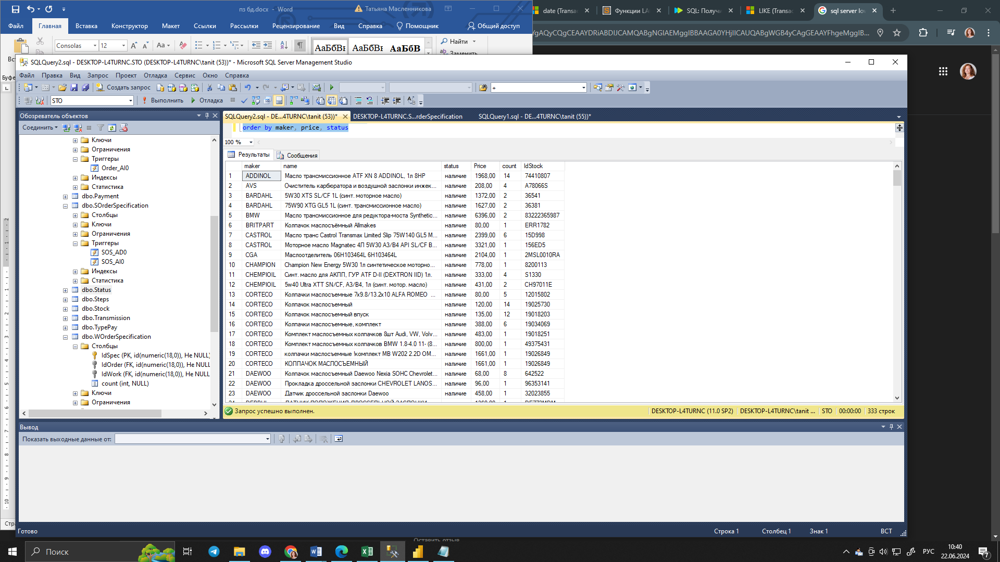 пз бд.docx - Word
Татьяна Масленникова
Файл Главная Вставка Конструктор Макет Ссылки Рассылки Рецензирование Вид Справка Помощник Общий доступ
Consolas 12 Aa
АаБбВв АаБбВв АаБбВ
Найти
Заменить
Буфе
date (Transac
Функции LA
SQL: Получи
LIKE (Transac
sql server lov
SQLQuery2.sql - DESKTOP-L4TURNC.STO (DESKTOP-L4TURNC\tanit (53))* - Microsoft SQL Server Management Studio
Файл Правка Вид Запрос Проект Отладка Сервис Окно Справка
Создать запрос +
STO Выполнить Отладка
Обозреватель объектов
Соединить
Ключи
Ограничения
Триггеры
Order_AI0
Индексы
Статистика
dbo.Payment
dbo.SOrderSpecification
Столбцы
Ключи
Ограничения
Триггеры
SOS_AD0
SOS_AI0
Индексы
Статистика
dbo.Status
dbo.Steps
dbo.Stock
dbo.Transmission
dbo.TypePay
dbo.WOrderSpecification
Столбцы
IdSpec (PK, id(numeric(18,0)), Не NULL)
IdOrder (FK, id(numeric(18,0)), Не NULL
IdWork (FK, id(numeric(18,0)), Не NULL
count (int, NULL)
Ключи
Ограничения
SQLQuery2.sql - DE...4TURNC\tanit (53))* DESKTOP-L4TURNC.S...rderSpecification SQLQuery1.sql - DE...4TURNC\tanit (55))*
order by maker, price, status
100 %
Результаты Сообщения
maker name status Price count IdStock
1 ADDINOL Масло трансмиссионное ATF XN 8 ADDINOL, 1л 8HP наличие 1968,00 14 74410807
2 AVS Очиститель карбюратора и воздушной заслонки инжек... наличие 208,00 4 A78066S
3 BARDAHL 5W30 XTS SL/CF 1L (синт. моторное масло) наличие 1372,00 2 36541
4 BARDAHL 75W90 XTG GL5 1L (синт. трансмиссионное масло) наличие 1627,00 2 36381
5 BMW Масло трансмиссионное для редуктора-моста Synthetic... наличие 6396,00 2 83222365987
6 BRITPART Колпачок маслосъёмный Allmakes наличие 80,00 1 ERR1782
7 CASTROL Масло транс Castrol Transmax Limited Slip 75W140 GL5 M... наличие 2399,00 6 15D998
8 CASTROL Моторное масло Magnatec 4Л 5W30 A3/B4 API SL/CF B... наличие 3321,00 1 156ED5
9 CGA Маслоотделитель 06H103464L 6H103464L наличие 2104,00 1 2MSL0010RA
10 CHAMPION Champion New Energy 5W30 1л синтетическое моторно... наличие 778,00 1 8200113
11 CHEMPIOIL Синт. масло для АКПП, ГУР ATF D-II (DEXTRON IID) 1л. наличие 333,00 4 S1330
12 CHEMPIOIL 5w40 Ultra XTT SN/CF, A3/B4, 1л (синт. мотор. масло) наличие 431,00 2 CH97011E
13 CORTECO Колпачки маслосъемные 7x9.8/13.2x10 ALFA ROMEO ... наличие 80,00 5 12015802
14 CORTECO Колпачок маслосъемный наличие 120,00 14 19025730
15 CORTECO Колпачок маслосъемный впуск наличие 135,00 12 19018203
16 CORTECO Колпачки маслосъемные, комплект наличие 388,00 6 19034069
17 CORTECO Комплект маслосъемных колпачков 8шт Audi, VW, Volv... наличие 483,00 1 19018251
18 CORTECO Комплект маслосъемных колпачков BMW 1.8-4.0 11- (8... наличие 800,00 1 49375431
19 CORTECO колпачки маслосъемные !комплект MB W202 2.2D OM... наличие 1661,00 1 19026849
20 CORTECO КОЛПАЧОК МАСЛОСЪЕМНЫЙ наличие 1661,00 1 19026849
21 DAEWOO Колпачок маслосъемный Daewoo Nexia SOHC Chevrolet... наличие 68,00 8 642522
22 DAEWOO Прокладка дроссельной заслонки CHEVROLET LANOS... наличие 96,00 1 96353141
23 DAEWOO Датчик дроссельной заслонки Daewoo наличие 458,00 1 32023855
Запрос успешно выполнен. DESKTOP-L4TURNC (11.0 SP2) DESKTOP-L4TURNC\tanit ... STO 00:00:00 333 строк
Вывод
Показать выходные данные от:
Готово Строка 1 Столбец 1 Знак 1 ВСТ
Стр
Оставить отзыв
Поиск
РУС
10:40
22.06.2024
7